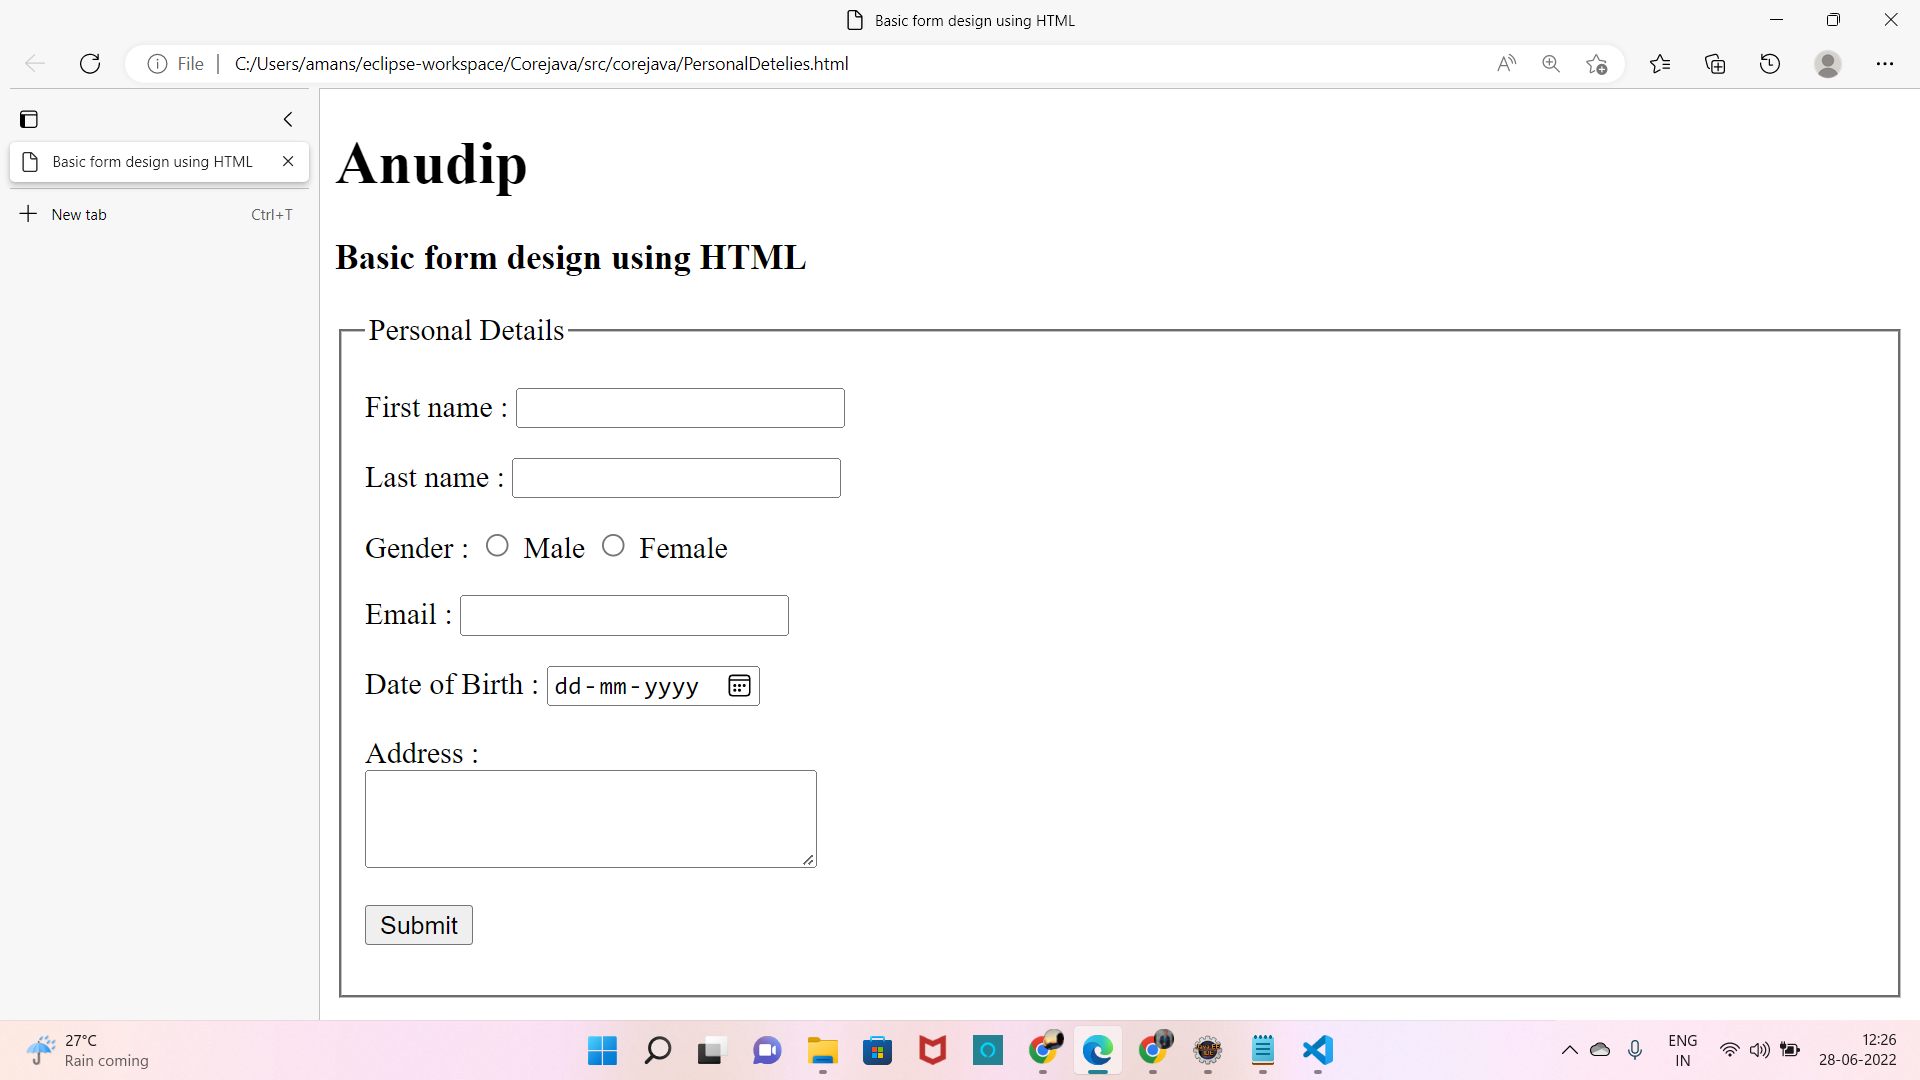 Basic form design using HTML
File
C:/Users/amans/eclipse-workspace/Corejava/src/corejava/PersonalDetelies.html
Basic form design using HTML
New tab Ctrl+T
Anudip
Basic form design using HTML
Personal Details
First name :
Last name :
Gender : Male Female
Email :
Date of Birth : dd-mm-yyyy
Address :
Submit
27°C
Rain coming
ENG
IN
12:26
28-06-2022